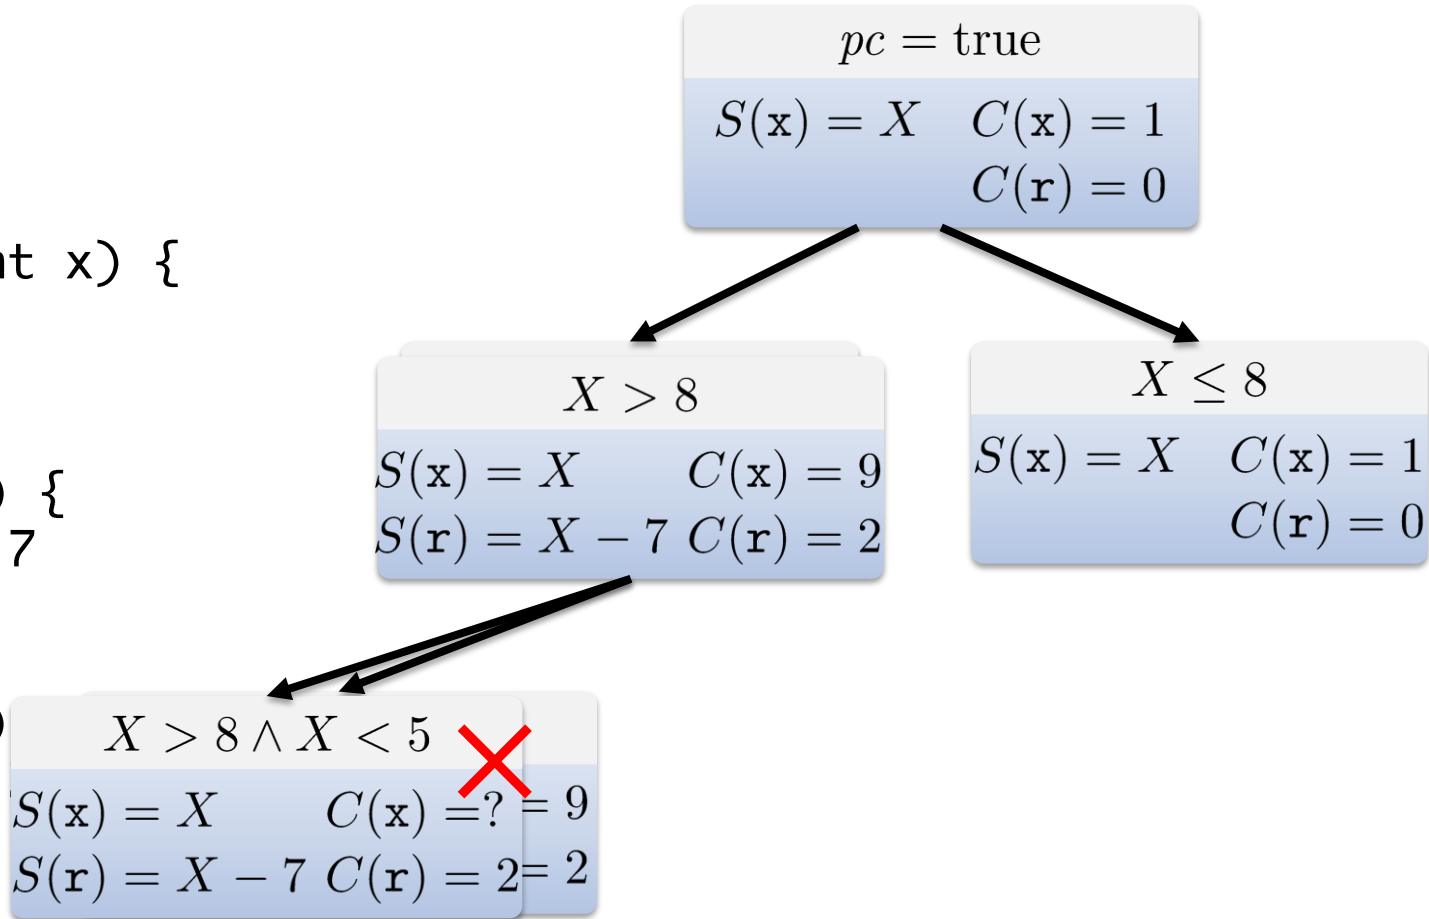 pc = true
S(x) = X C(x) = 1
C(r) = 0
nt x) {
X > 8
S(x) = X C(x) = 9
S(r) = X − 7 C(r) = 2
X ≤ 8
S(x) = X C(x) = 1
C(r) = 0
) {
7
)
X > 8 ∧ X < 5
S(x) = X C(x) =? = 9
S(r) = X − 7 C(r) = 2 = 2